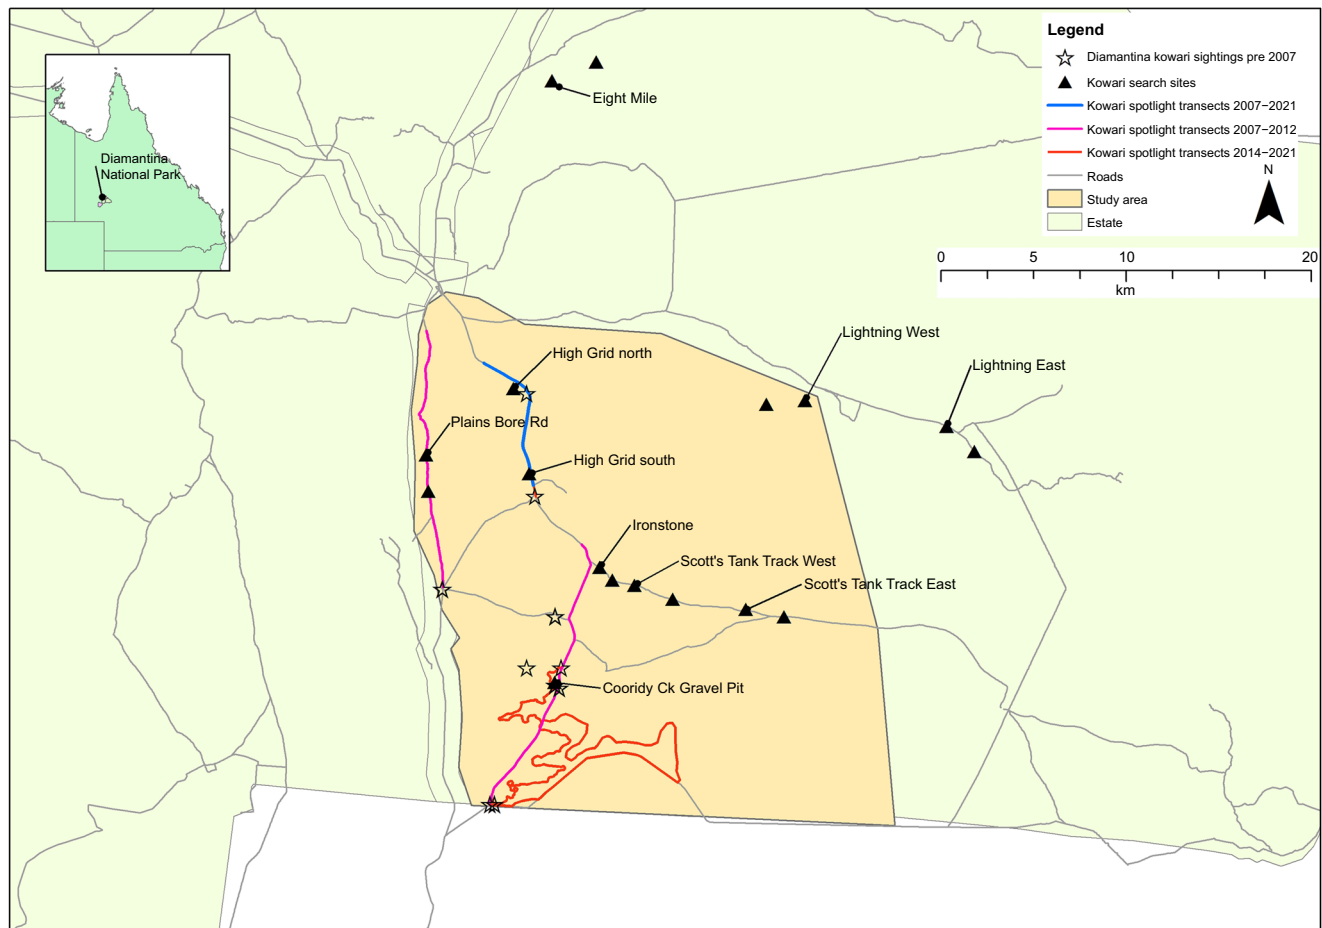 Legend
Diamantina kowari sightings pre 2007
Kowari search sites
Kowari spotlight transects 2007−2021
Kowari spotlight transects 2007−2012
Kowari spotlight transects 2014−2021
Roads
Study area
Estate
N
0 5 10 20
km
Diamantina
National Park
Eight Mile
Lightning West
High Grid north
Lightning East
Plains Bore Rd
High Grid south
Ironstone
Scott's Tank Track West
Scott's Tank Track East
Cooridy Ck Gravel Pit